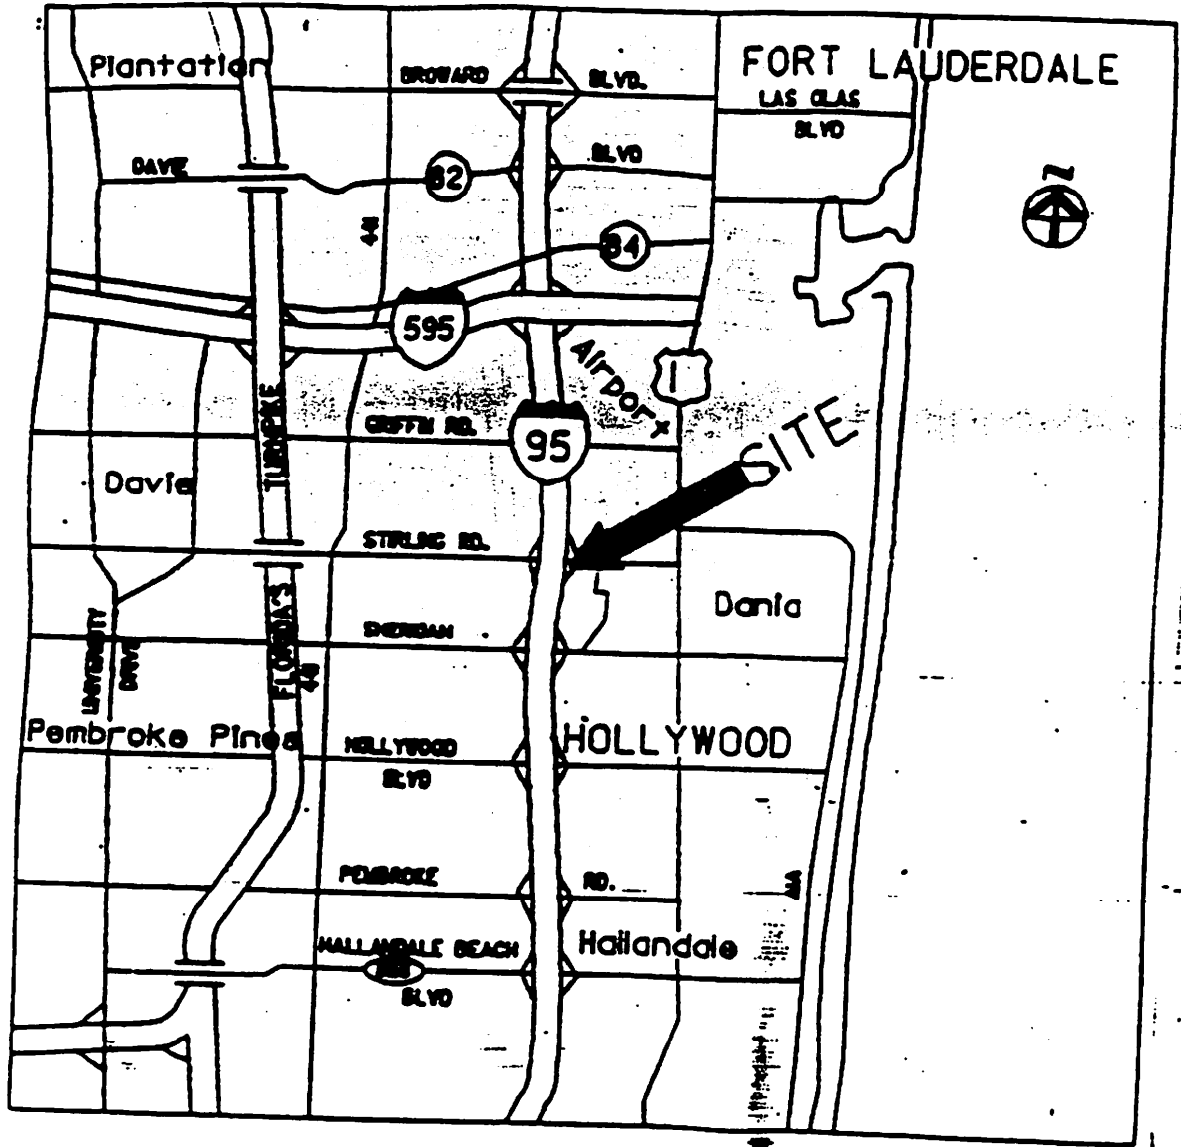 Plantation
BROWARD
BLVD.
FORT LAUDERDALE
LAS OLAS
BLVD
DAVIE
82
BLVD
N
441
84
595
Airport
1
TURNPIKE
GRIFFIN RD.
95
SITE
Davie
STIRLING RD.
Dania
UNIVERSITY
DRIVE
FLORIDA'S
441
SHERIDAN
Pembroke Pines
HOLLYWOOD
BLVD
HOLLYWOOD
PEMBROKE
RD.
A1A
HALLANDALE BEACH
BLVD
Hallandale